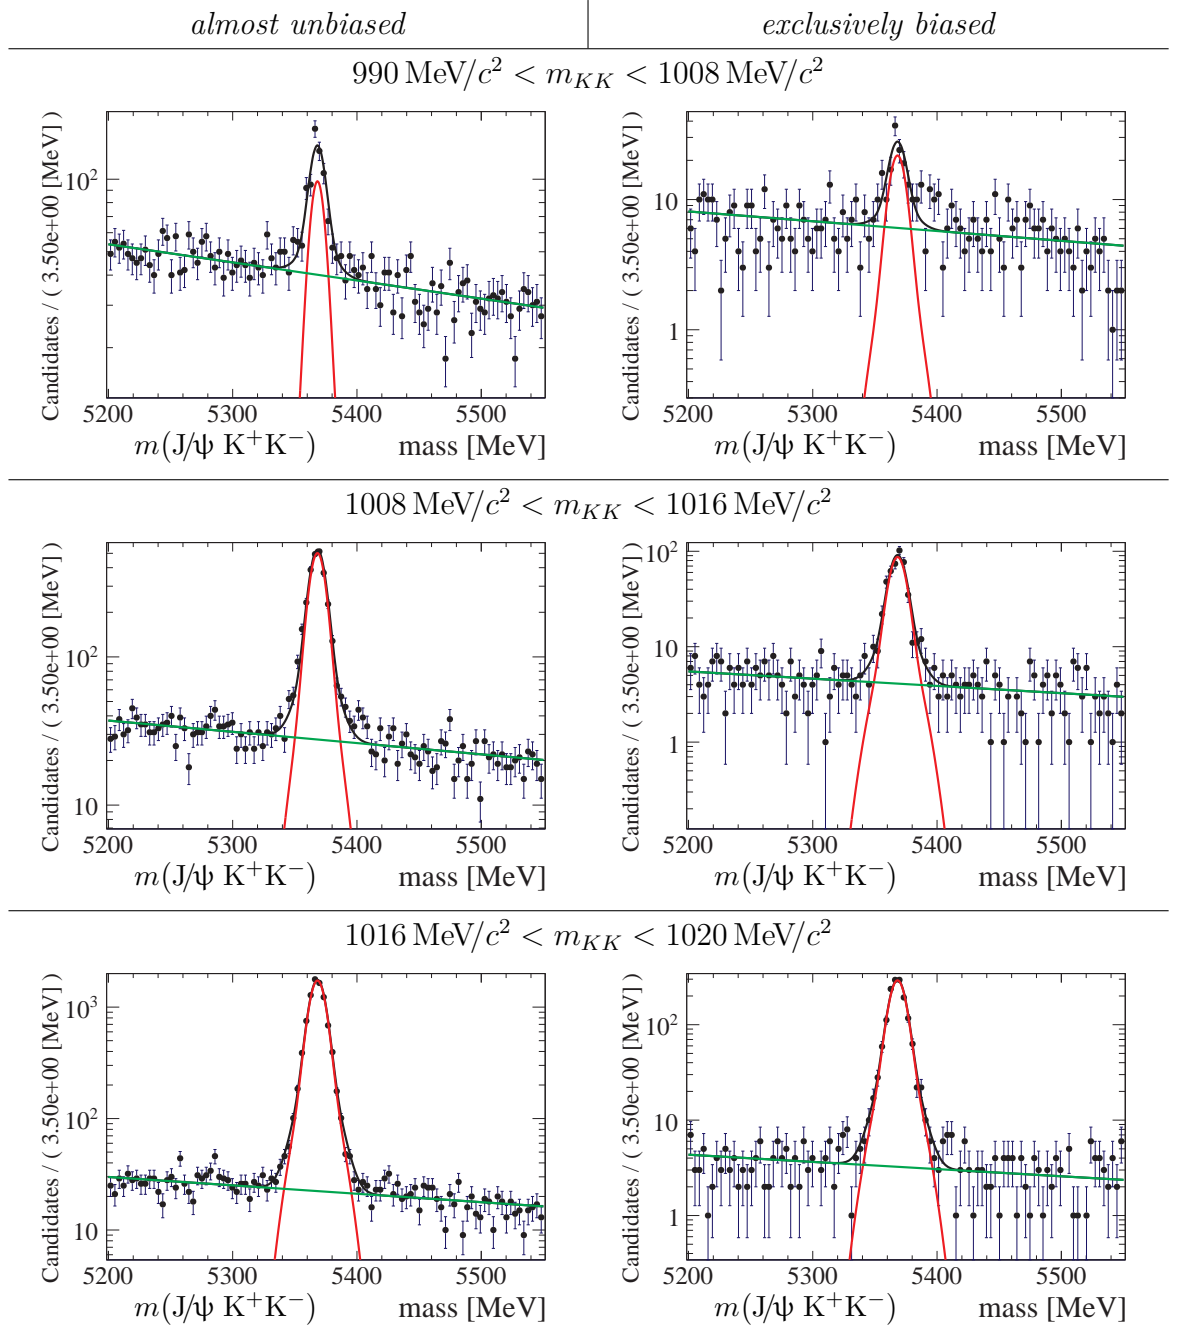 almost unbiased exclusively biased
990 MeV/c² < m_KK < 1008 MeV/c²
Candidates / ( 3.50e+00 [MeV] )
10²
5200 5300 5400 5500
m(J/ψ K⁺K⁻) mass [MeV]
Candidates / ( 3.50e+00 [MeV] )
10
1
5200 5300 5400 5500
m(J/ψ K⁺K⁻) mass [MeV]
1008 MeV/c² < m_KK < 1016 MeV/c²
Candidates / ( 3.50e+00 [MeV] )
10²
10
5200 5300 5400 5500
m(J/ψ K⁺K⁻) mass [MeV]
Candidates / ( 3.50e+00 [MeV] )
10²
10
1
5200 5300 5400 5500
m(J/ψ K⁺K⁻) mass [MeV]
1016 MeV/c² < m_KK < 1020 MeV/c²
Candidates / ( 3.50e+00 [MeV] )
10³
10²
10
5200 5300 5400 5500
m(J/ψ K⁺K⁻) mass [MeV]
Candidates / ( 3.50e+00 [MeV] )
10²
10
1
5200 5300 5400 5500
m(J/ψ K⁺K⁻) mass [MeV]